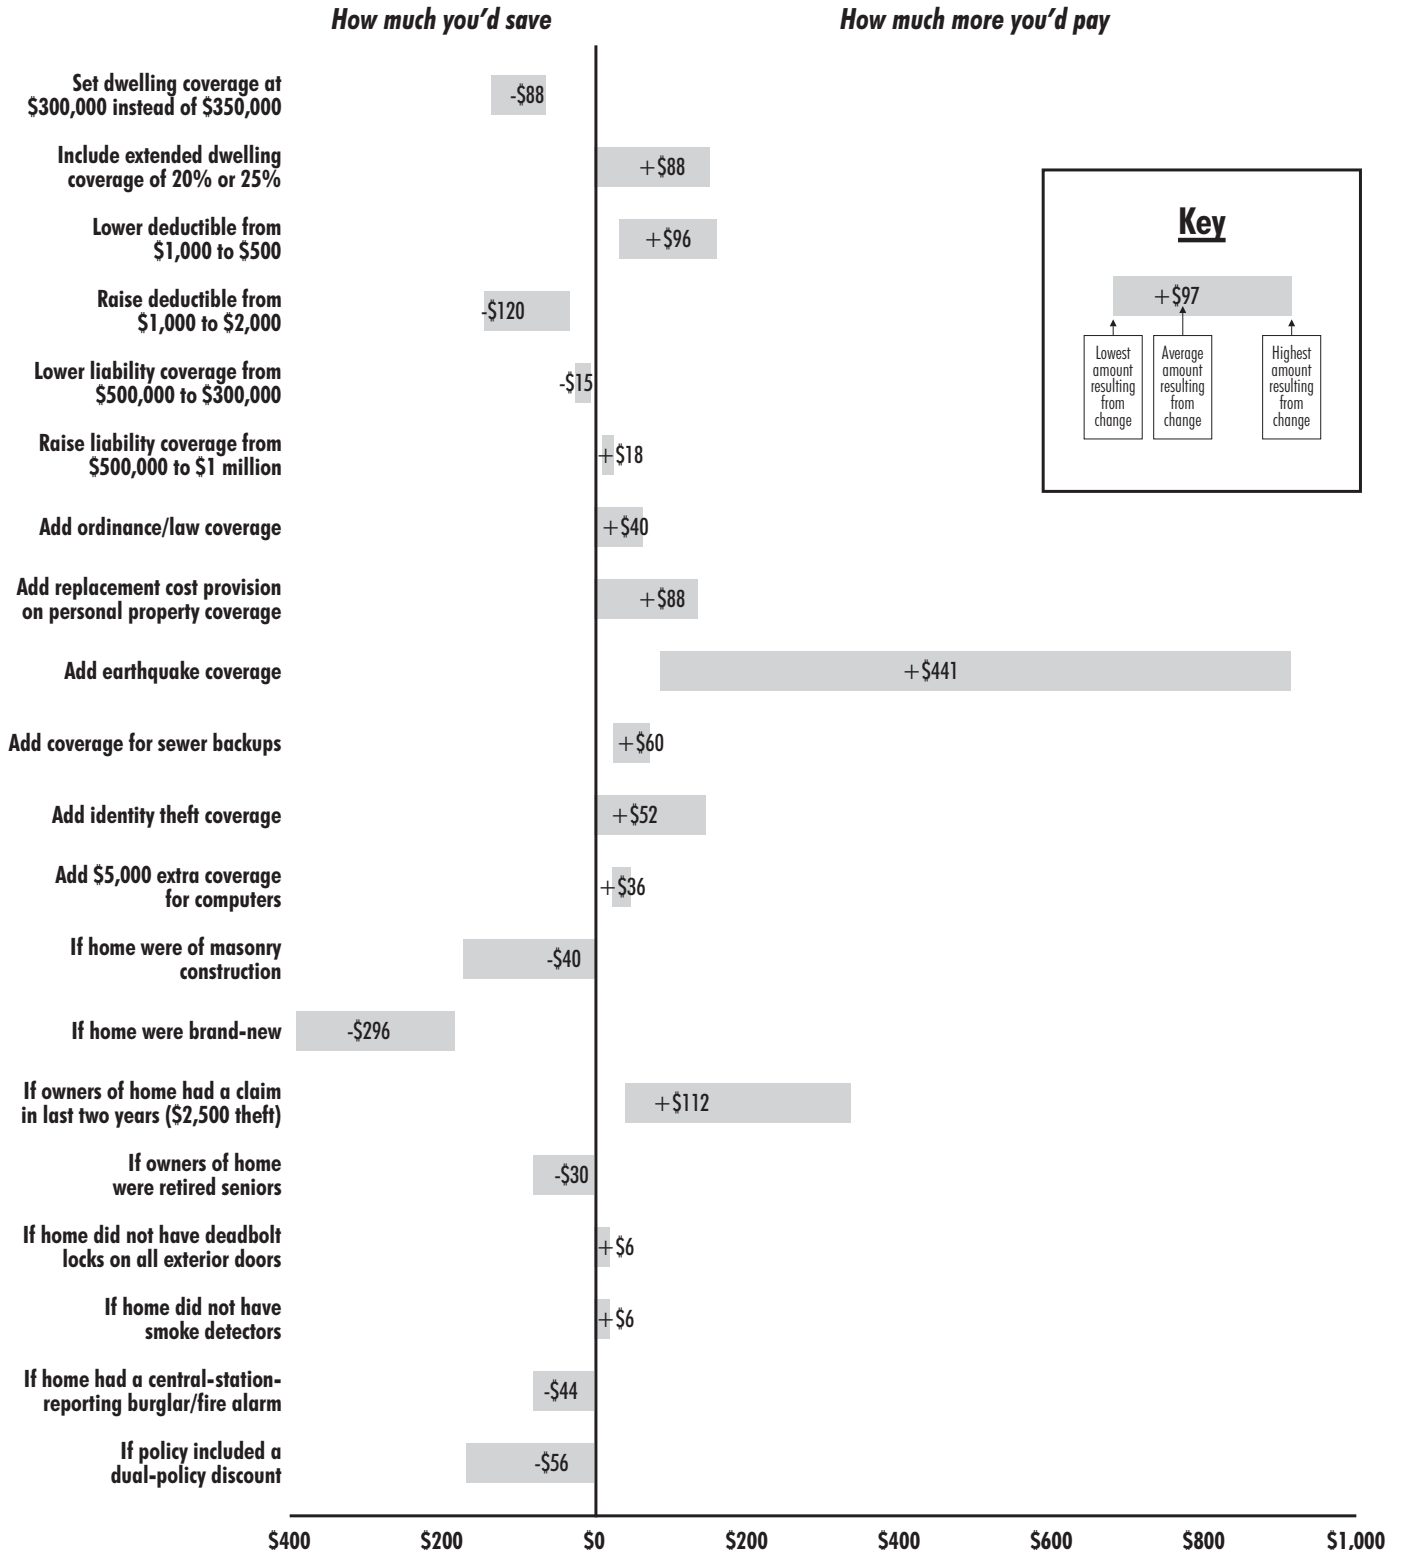 How much you'd save
How much more you'd pay
Set dwelling coverage at
$300,000 instead of $350,000
-$88
Include extended dwelling
coverage of 20% or 25%
+$88
Lower deductible from
$1,000 to $500
+$96
Raise deductible from
$1,000 to $2,000
-$120
Lower liability coverage from
$500,000 to $300,000
-$15
Raise liability coverage from
$500,000 to $1 million
+$18
Add ordinance/law coverage
+$40
Add replacement cost provision
on personal property coverage
+$88
Add earthquake coverage
+$441
Add coverage for sewer backups
+$60
Add identity theft coverage
+$52
Add $5,000 extra coverage
for computers
+$36
If home were of masonry
construction
-$40
If home were brand-new
-$296
If owners of home had a claim
in last two years ($2,500 theft)
+$112
If owners of home
were retired seniors
-$30
If home did not have deadbolt
locks on all exterior doors
+$6
If home did not have
smoke detectors
+$6
If home had a central-station-
reporting burglar/fire alarm
-$44
If policy included a
dual-policy discount
-$56
$400
$200
$0
$200
$400
$600
$800
$1,000
Key
+$97
Lowest
amount
resulting
from
change
Average
amount
resulting
from
change
Highest
amount
resulting
from
change